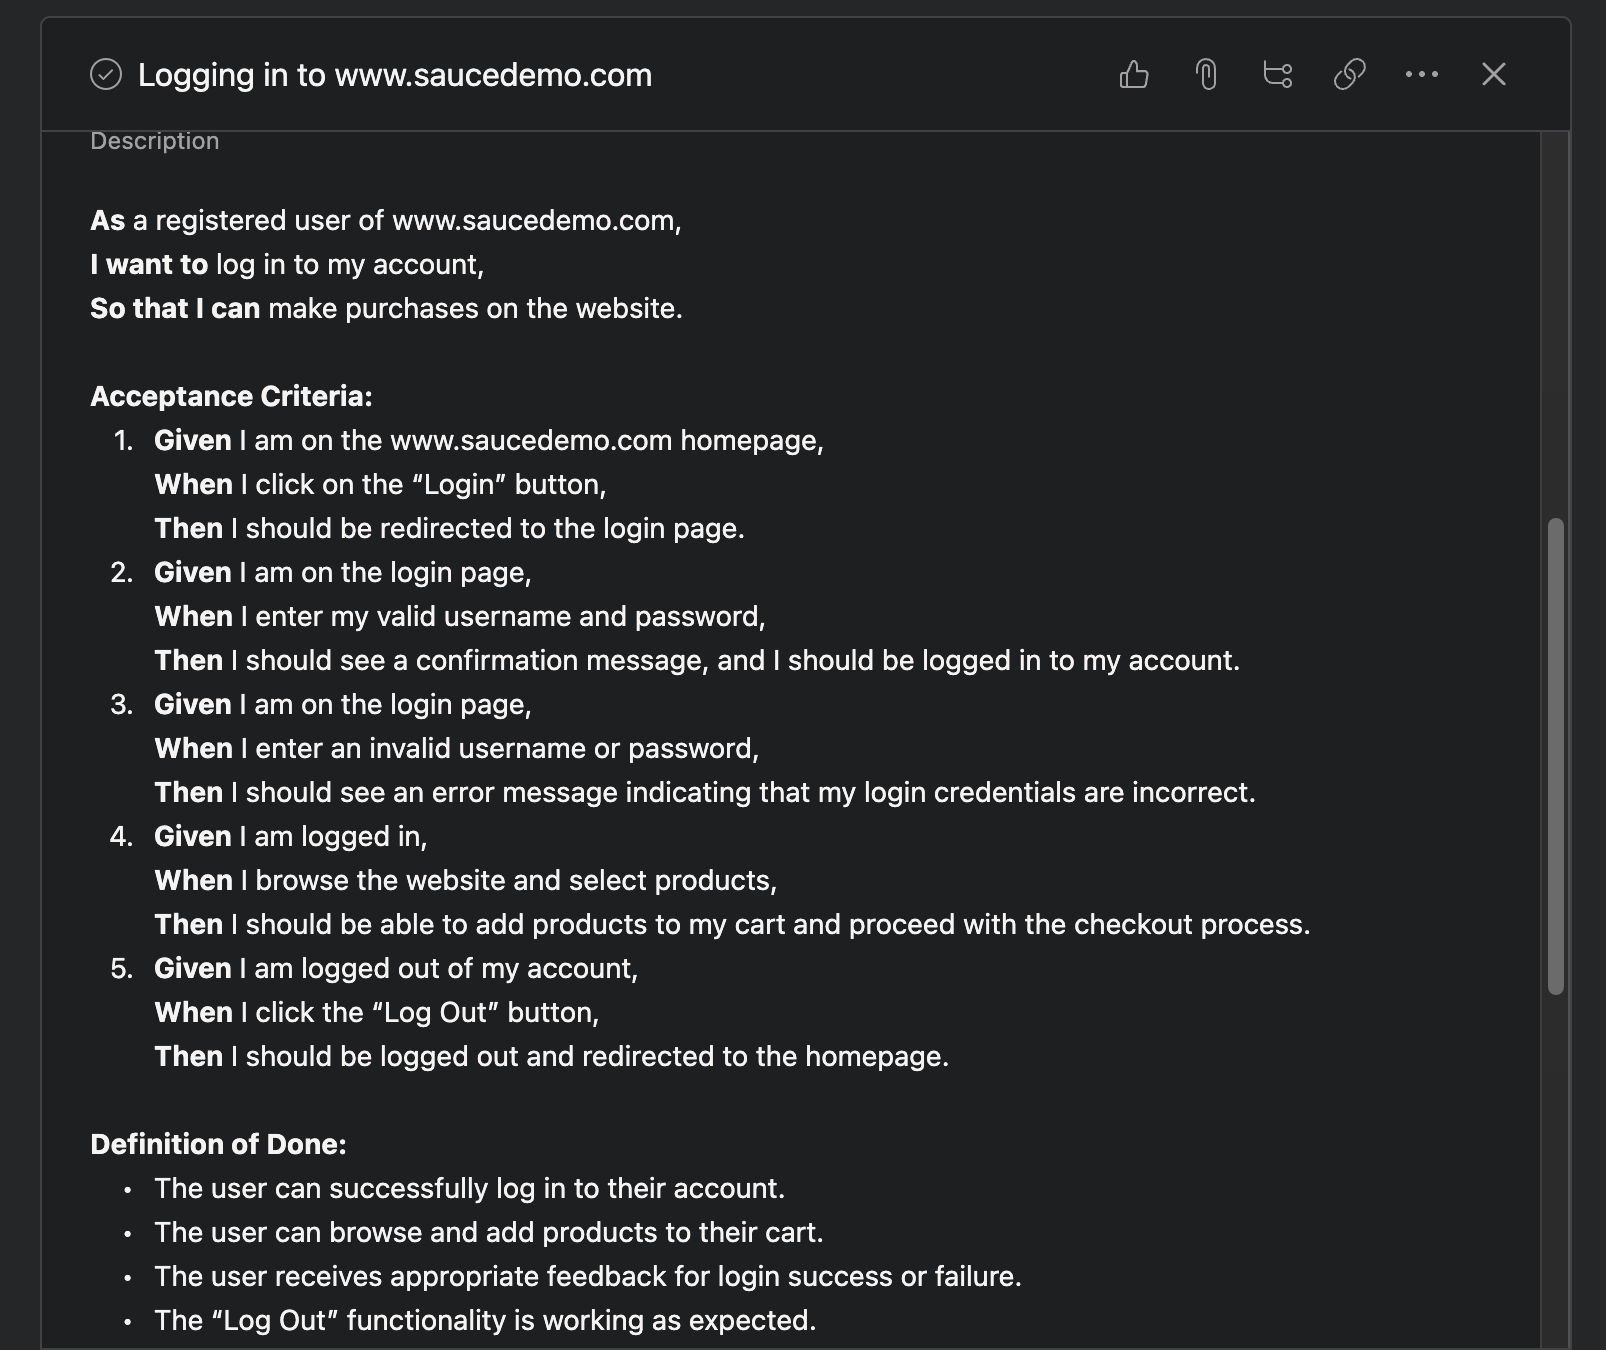 Logging in to www.saucedemo.com
Description
As a registered user of www.saucedemo.com,
I want to log in to my account,
So that I can make purchases on the website.
Acceptance Criteria:
1. Given I am on the www.saucedemo.com homepage,
When I click on the “Login” button,
Then I should be redirected to the login page.
2. Given I am on the login page,
When I enter my valid username and password,
Then I should see a confirmation message, and I should be logged in to my account.
3. Given I am on the login page,
When I enter an invalid username or password,
Then I should see an error message indicating that my login credentials are incorrect.
4. Given I am logged in,
When I browse the website and select products,
Then I should be able to add products to my cart and proceed with the checkout process.
5. Given I am logged out of my account,
When I click the “Log Out” button,
Then I should be logged out and redirected to the homepage.
Definition of Done:
• The user can successfully log in to their account.
• The user can browse and add products to their cart.
• The user receives appropriate feedback for login success or failure.
• The “Log Out” functionality is working as expected.